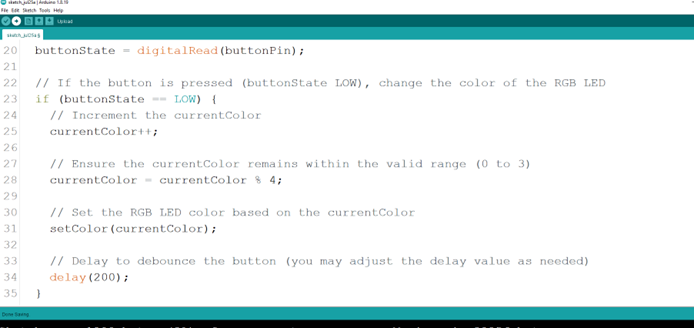 sketch_jul25a | Arduino 1.8.18
File Edit Sketch Tools Help
Upload
sketch_jul25a §
20 buttonState = digitalRead(buttonPin);
21
22 // If the button is pressed (buttonState LOW), change the color of the RGB LED
23 if (buttonState == LOW) {
24 // Increment the currentColor
25 currentColor++;
26
27 // Ensure the currentColor remains within the valid range (0 to 3)
28 currentColor = currentColor % 4;
29
30 // Set the RGB LED color based on the currentColor
31 setColor(currentColor);
32
33 // Delay to debounce the button (you may adjust the delay value as needed)
34 delay(200);
35 }
Done Saving